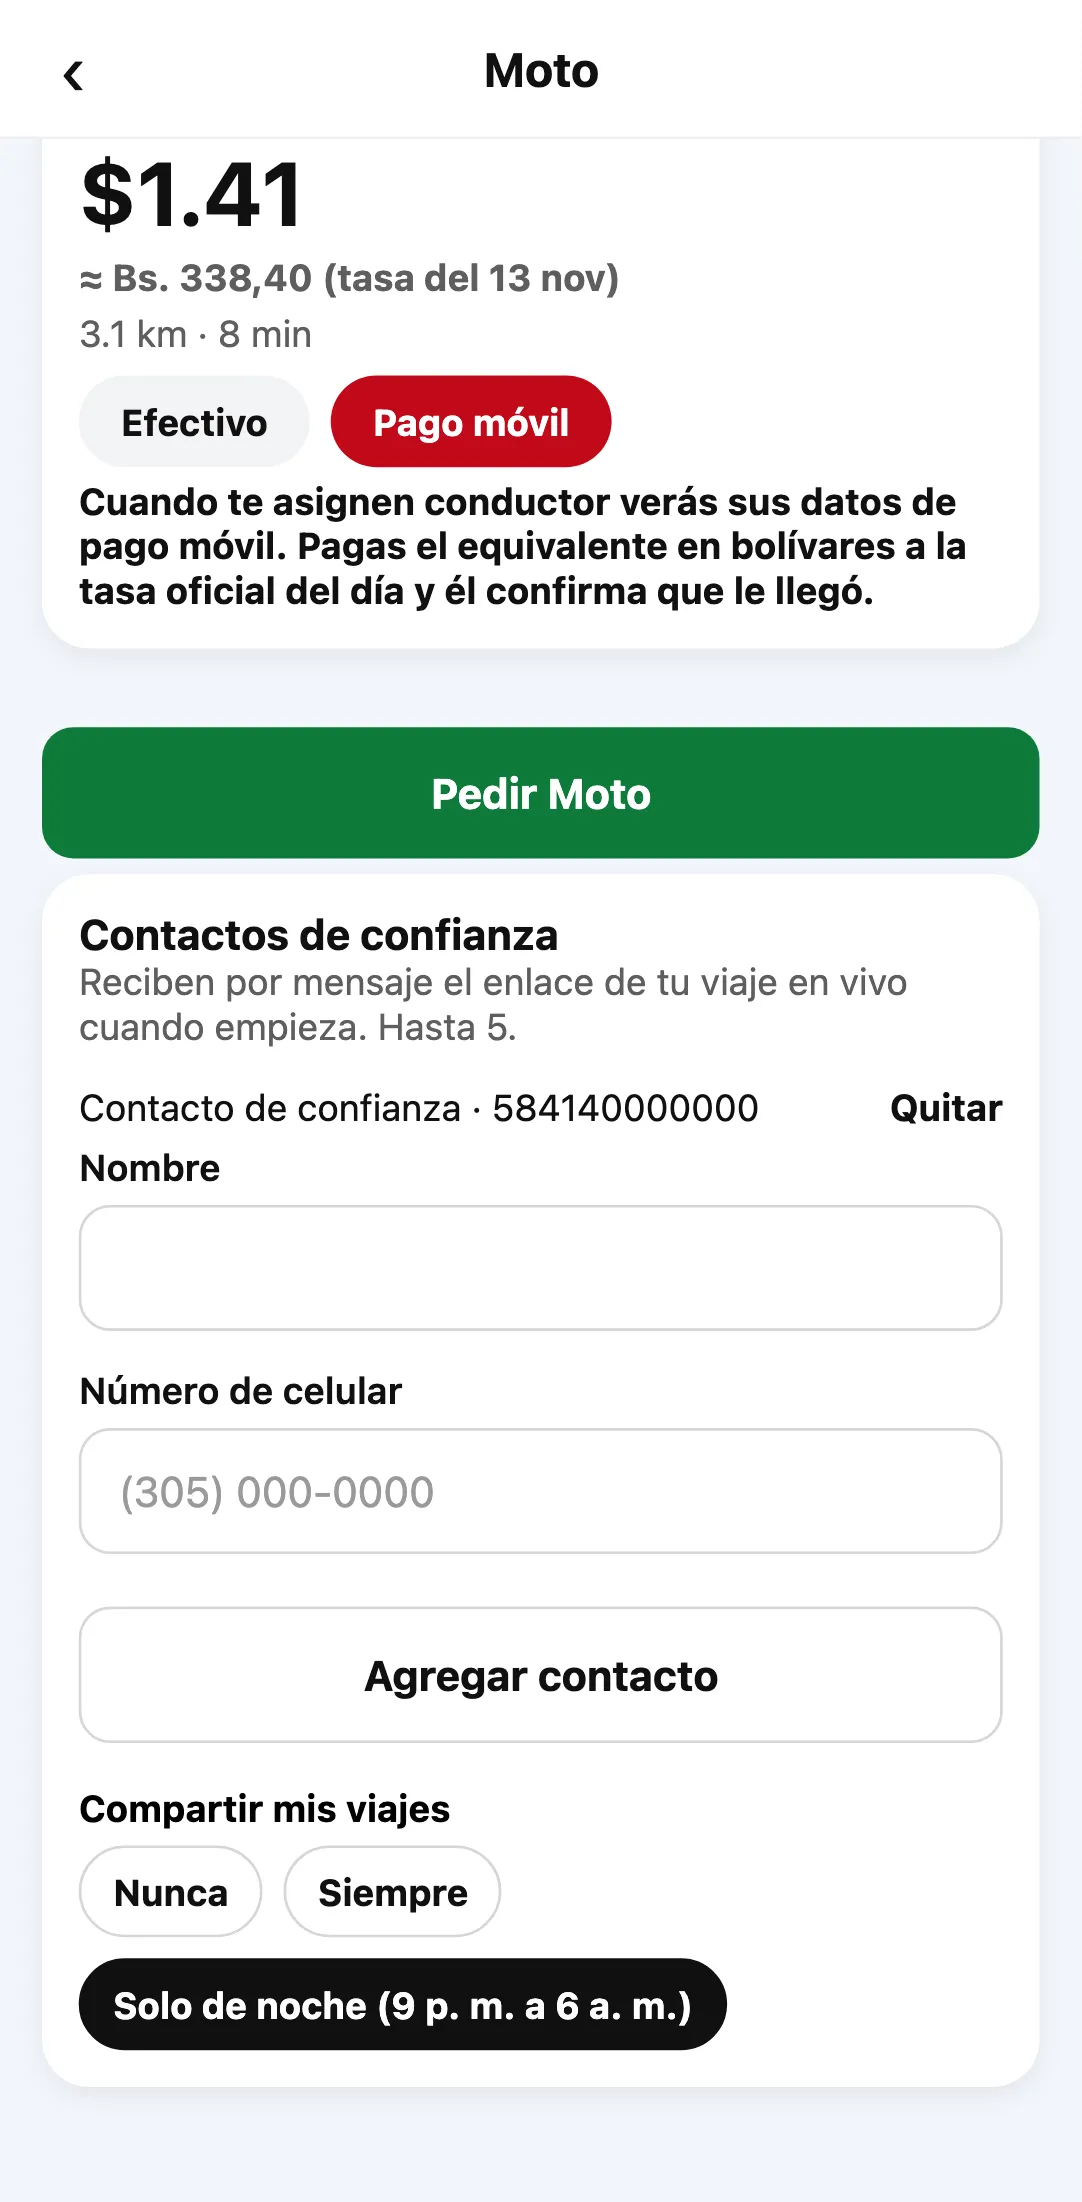 Moto
$1.41
≈ Bs. 338,40 (tasa del 13 nov)
3.1 km · 8 min
Efectivo
Pago móvil
Cuando te asignen conductor verás sus datos de
pago móvil. Pagas el equivalente en bolívares a la
tasa oficial del día y él confirma que le llegó.
Pedir Moto
Contactos de confianza
Reciben por mensaje el enlace de tu viaje en vivo
cuando empieza. Hasta 5.
Contacto de confianza · 584140000000 Quitar
Nombre
Número de celular
(305) 000-0000
Agregar contacto
Compartir mis viajes
Nunca
Siempre
Solo de noche (9 p. m. a 6 a. m.)